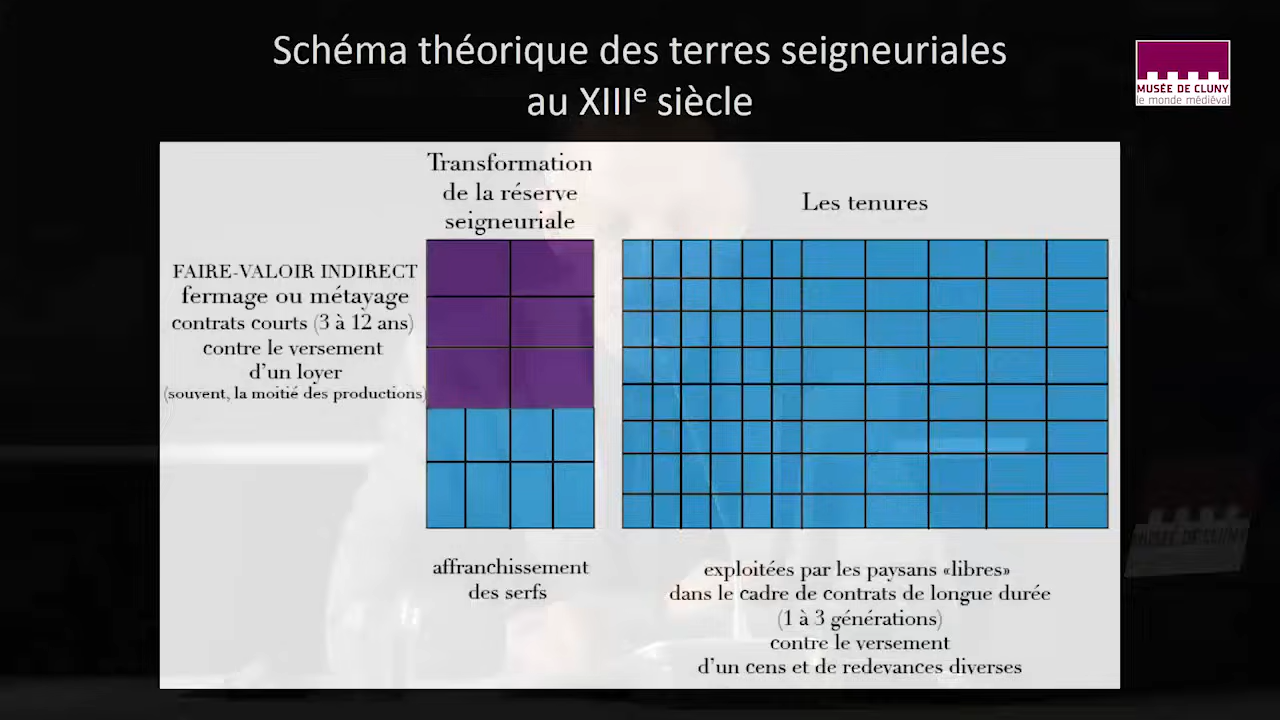 Schéma théorique des terres seigneuriales
au XIIIe siècle
MUSÉE DE CLUNY
le monde médiéval
Transformation
de la réserve
seigneuriale
Les tenures
FAIRE-VALOIR INDIRECT
fermage ou métayage
contrats courts (3 à 12 ans)
contre le versement
d'un loyer
(souvent, la moitié des productions)
affranchissement
des serfs
exploitées par les paysans «libres»
dans le cadre de contrats de longue durée
(1 à 3 générations)
contre le versement
d'un cens et de redevances diverses
MUSÉE DE CLUNY